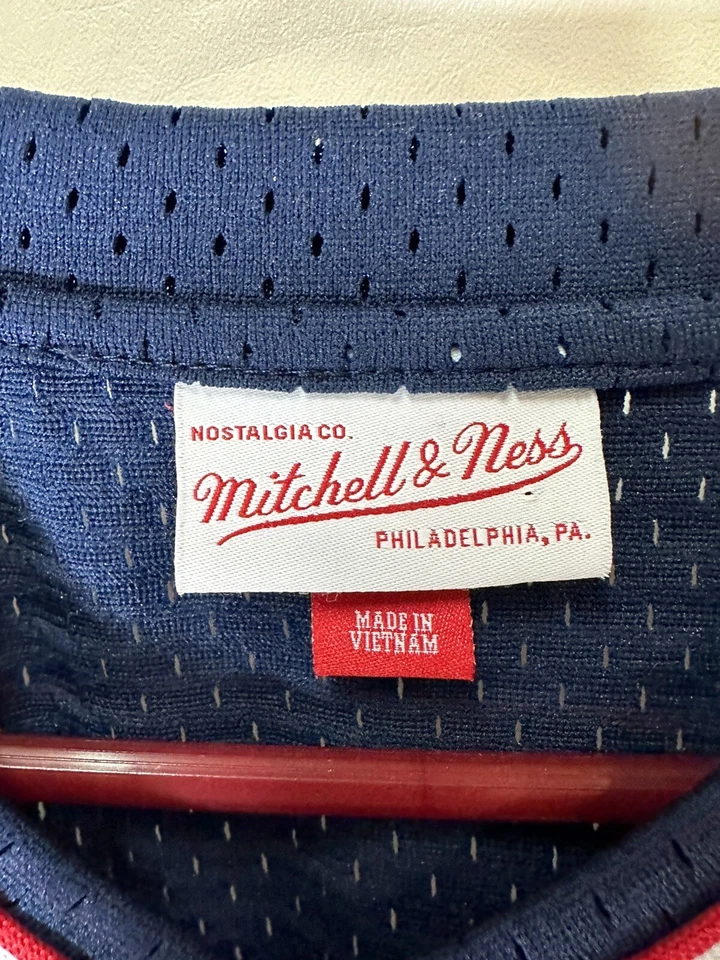 NOSTALGIA CO.
Mitchell & Ness
PHILADELPHIA, PA.
MADE IN
VIETNAM